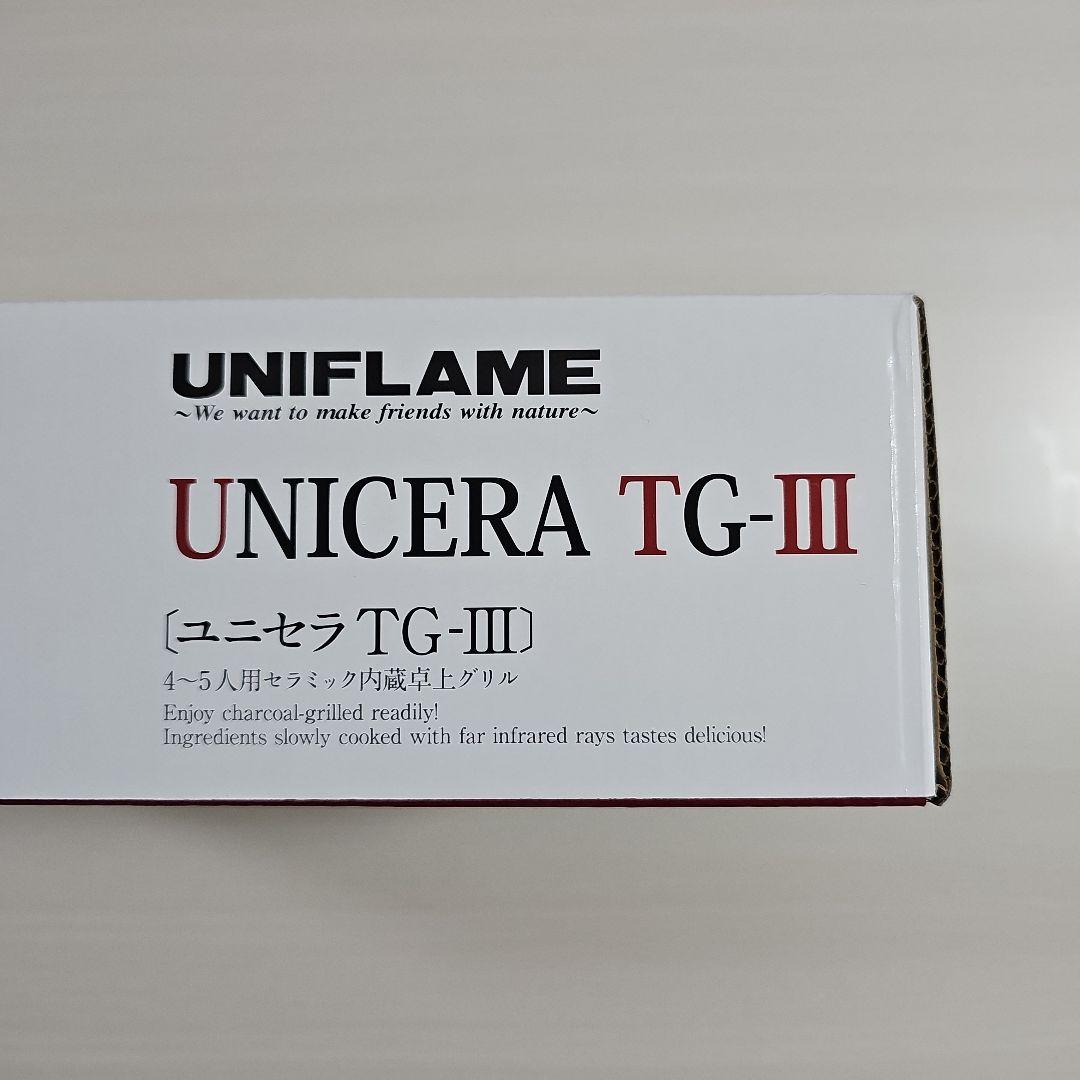 UNIFLAME
~We want to make friends with nature~
UNICERA TG-III
〔ユニセラTG-III〕
4~5人用セラミック内蔵卓上グリル
Enjoy charcoal-grilled readily!
Ingredients slowly cooked with far infrared rays tastes delicious!